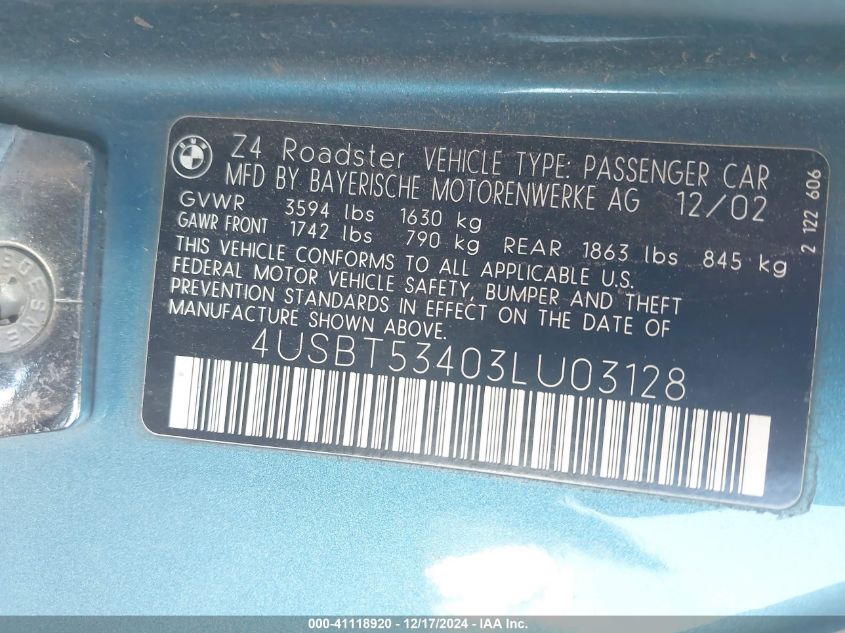 BMW
Z4 Roadster VEHICLE TYPE: PASSENGER CAR
MFD BY BAYERISCHE MOTORENWERKE AG 12/02
GVWR 3594 lbs 1630 kg
GAWR FRONT 1742 lbs 790 kg REAR 1863 lbs 845 kg
THIS VEHICLE CONFORMS TO ALL APPLICABLE U.S.
FEDERAL MOTOR VEHICLE SAFETY, BUMPER AND THEFT
PREVENTION STANDARDS IN EFFECT ON THE DATE OF
MANUFACTURE SHOWN ABOVE.
4USBT53403LU03128
2 122 606
000-41118920 - 12/17/2024 - IAA Inc.